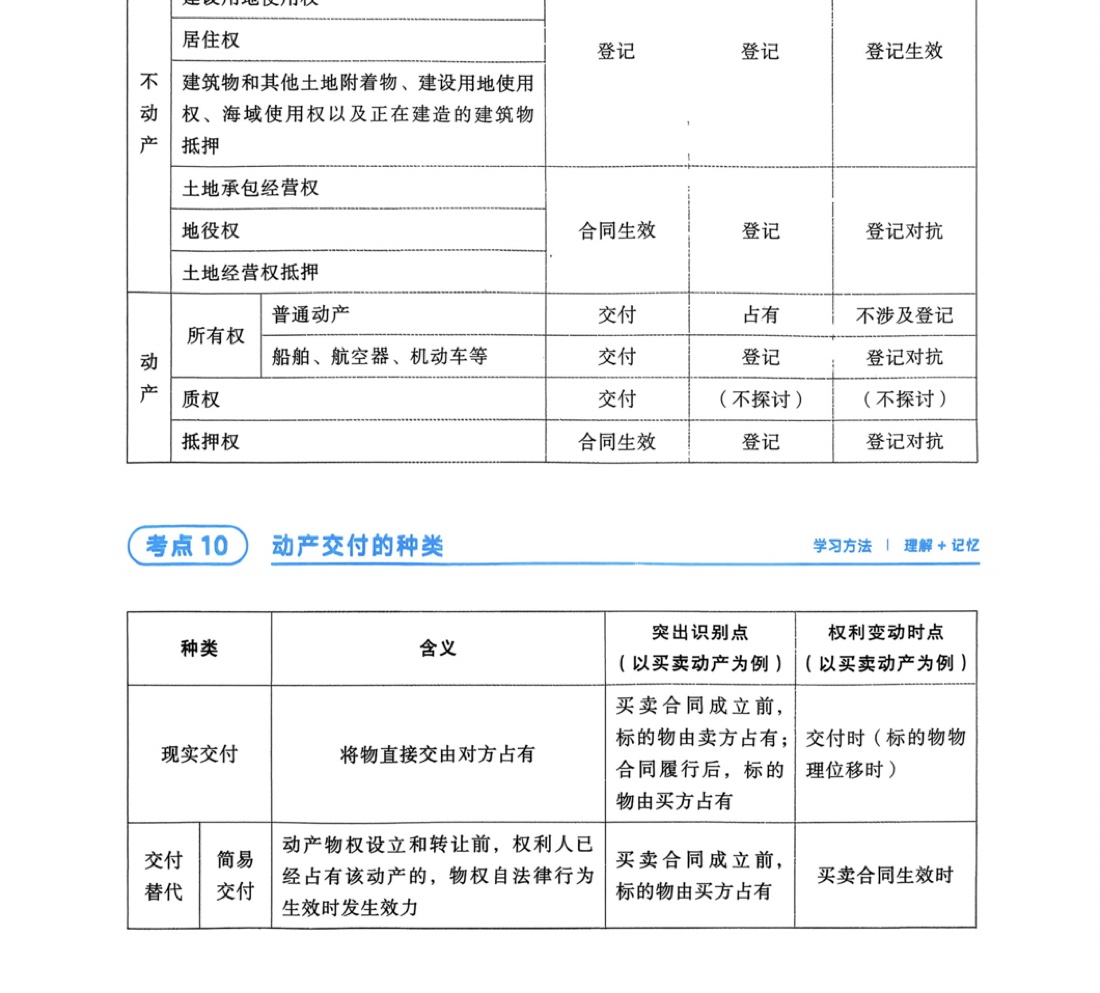 建设用地使用权
居住权
登记
登记
登记生效
不
动
产
建筑物和其他土地附着物、建设用地使用
权、海域使用权以及正在建造的建筑物
抵押
土地承包经营权
地役权
合同生效
登记
登记对抗
土地经营权抵押
动
产
所有权
普通动产
交付
占有
不涉及登记
船舶、航空器、机动车等
交付
登记
登记对抗
质权
交付
（不探讨）
（不探讨）
抵押权
合同生效
登记
登记对抗
考点 10 动产交付的种类
学习方法 | 理解 + 记忆
种类
含义
突出识别点
（以买卖动产为例）
权利变动时点
（以买卖动产为例）
现实交付
将物直接交由对方占有
买卖合同成立前，
标的物由卖方占有；
合同履行后，标的
物由买方占有
交付时（标的物物
理位移时）
交付
替代
简易
交付
动产物权设立和转让前，权利人已
经占有该动产的，物权自法律行为
生效时发生效力
买卖合同成立前，
标的物由买方占有
买卖合同生效时